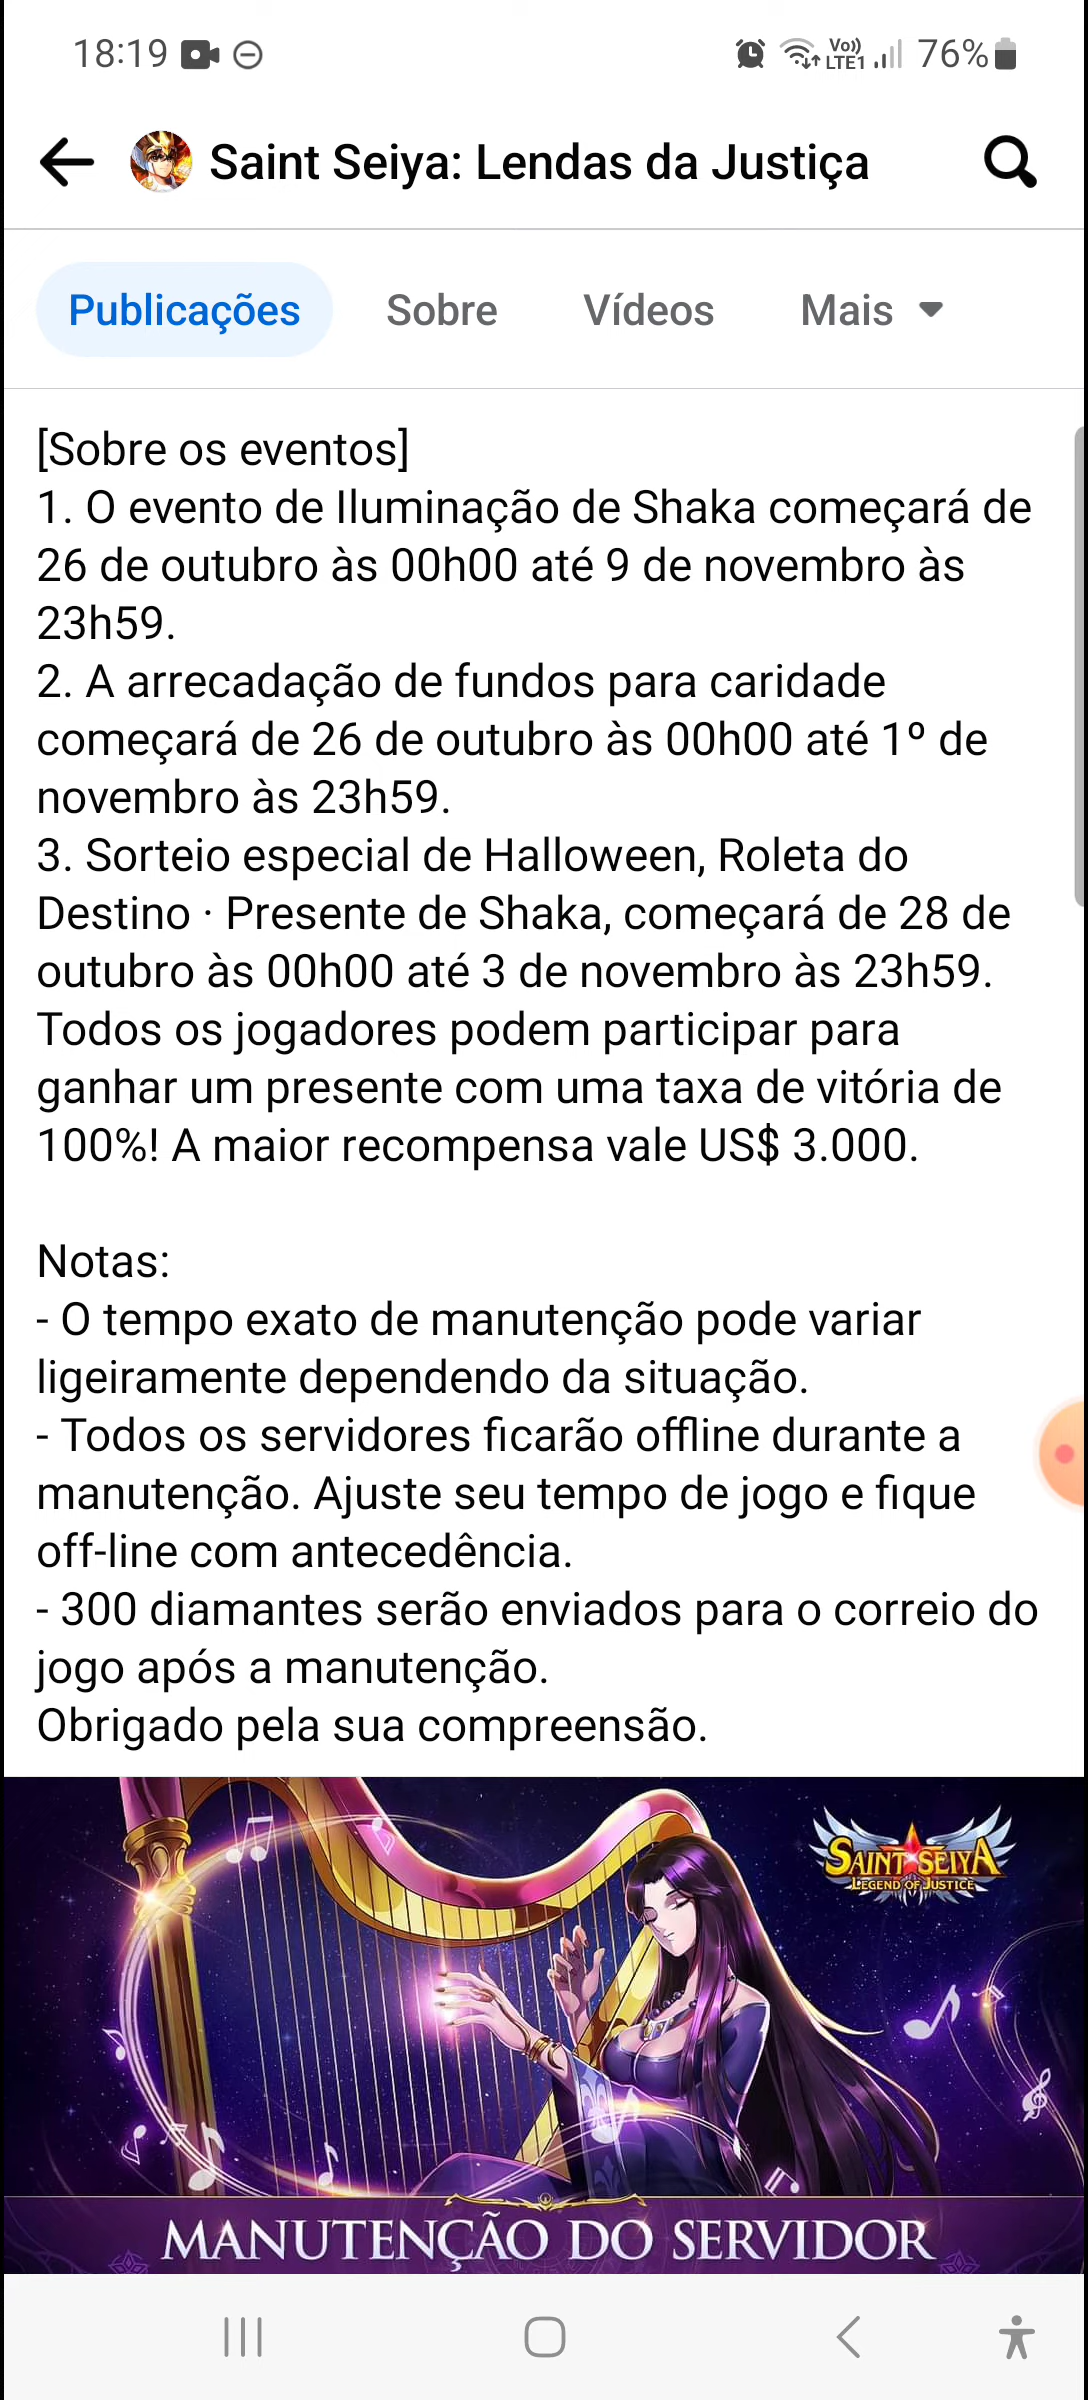 18:19
Vo))
LTE1
76%
Saint Seiya: Lendas da Justiça
Publicações
Sobre
Vídeos
Mais
[Sobre os eventos]
1. O evento de Iluminação de Shaka começará de
26 de outubro às 00h00 até 9 de novembro às
23h59.
2. A arrecadação de fundos para caridade
começará de 26 de outubro às 00h00 até 1º de
novembro às 23h59.
3. Sorteio especial de Halloween, Roleta do
Destino · Presente de Shaka, começará de 28 de
outubro às 00h00 até 3 de novembro às 23h59.
Todos os jogadores podem participar para
ganhar um presente com uma taxa de vitória de
100%! A maior recompensa vale US$ 3.000.
Notas:
- O tempo exato de manutenção pode variar
ligeiramente dependendo da situação.
- Todos os servidores ficarão offline durante a
manutenção. Ajuste seu tempo de jogo e fique
off-line com antecedência.
- 300 diamantes serão enviados para o correio do
jogo após a manutenção.
Obrigado pela sua compreensão.
SAINT SEIYA
LEGEND OF JUSTICE
MANUTENÇÃO DO SERVIDOR